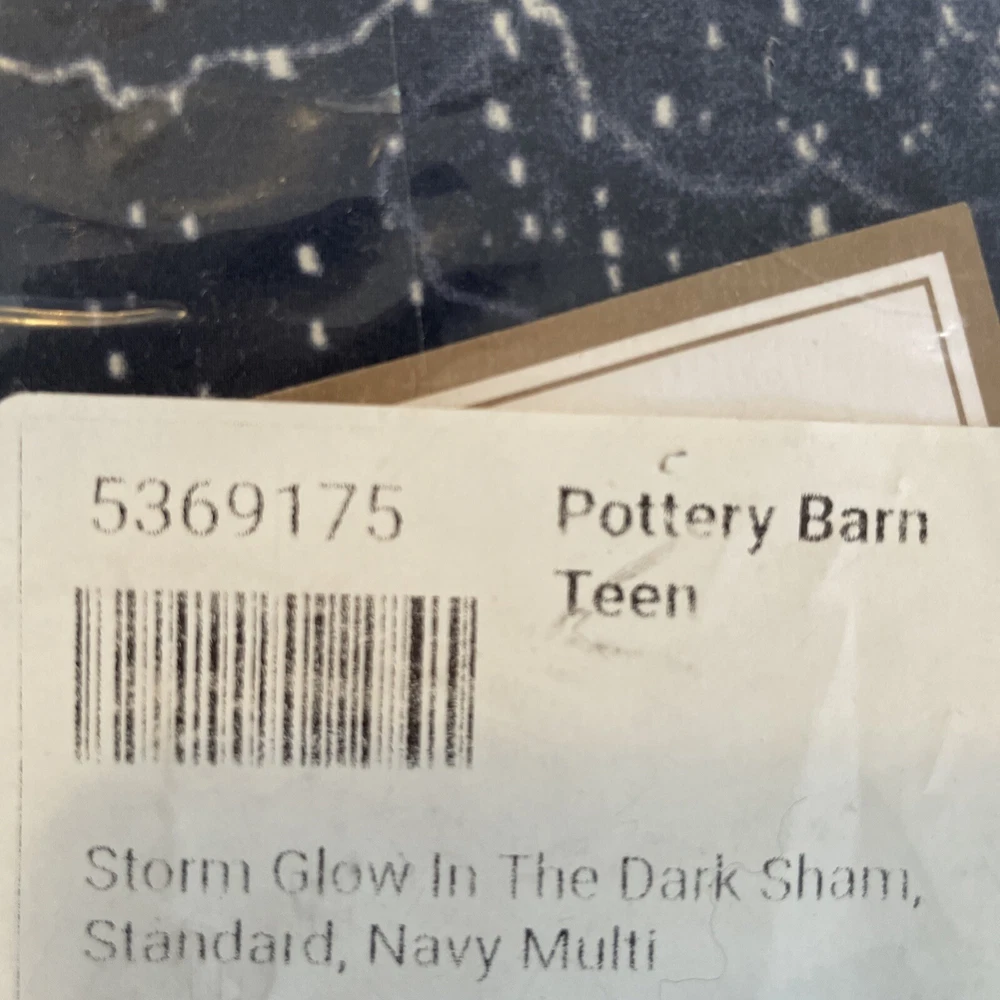 5369175
Pottery Barn
Teen
Storm Glow In The Dark Sham,
Standard, Navy Multi